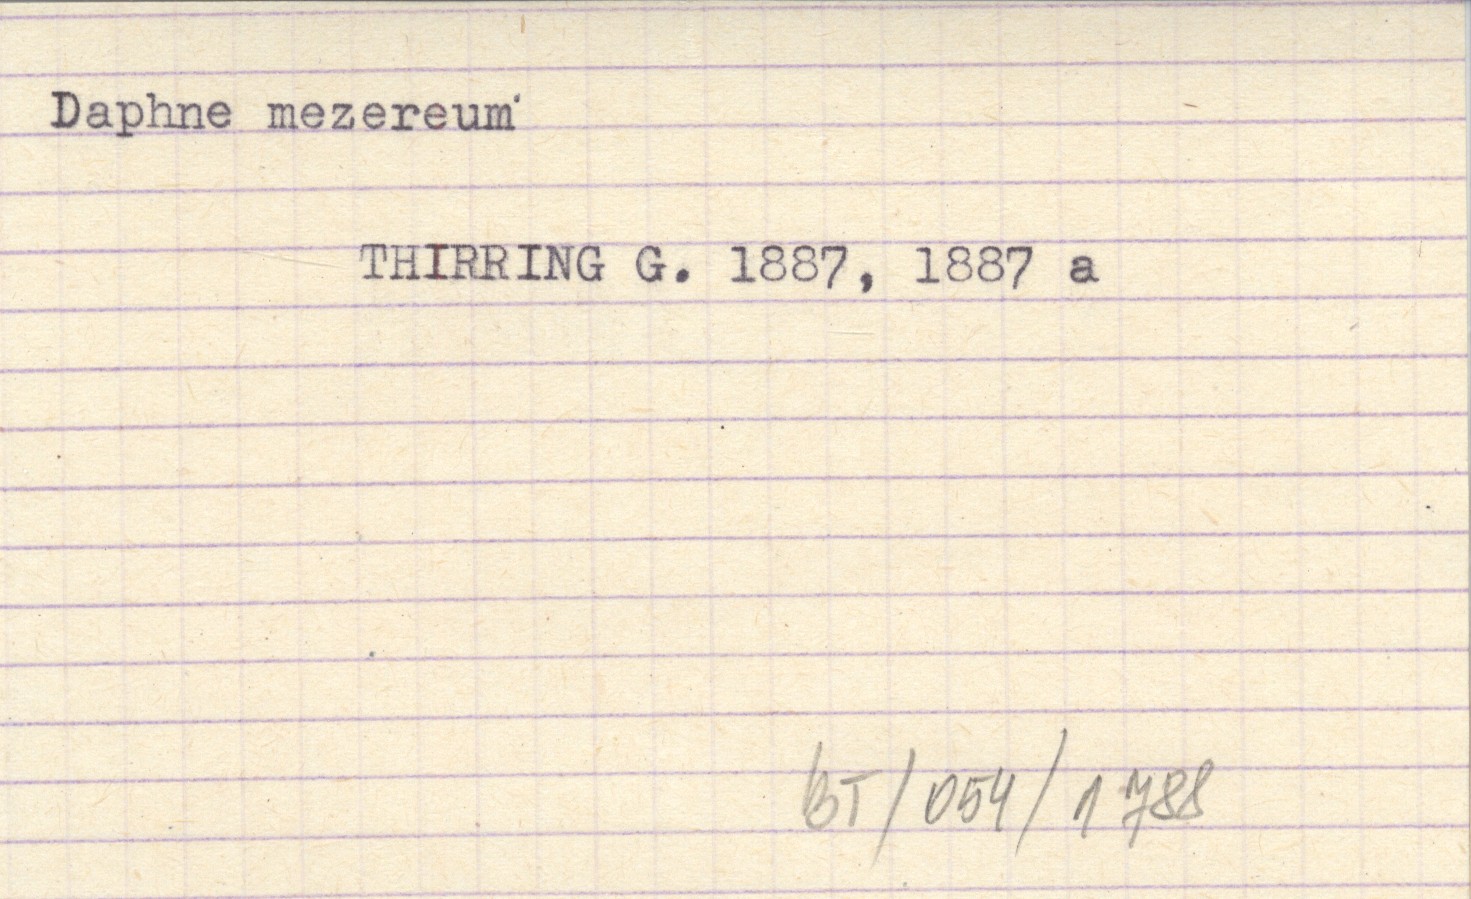 Daphne mezereum
THIRRING G. 1887, 1887 a
BT/054/1788